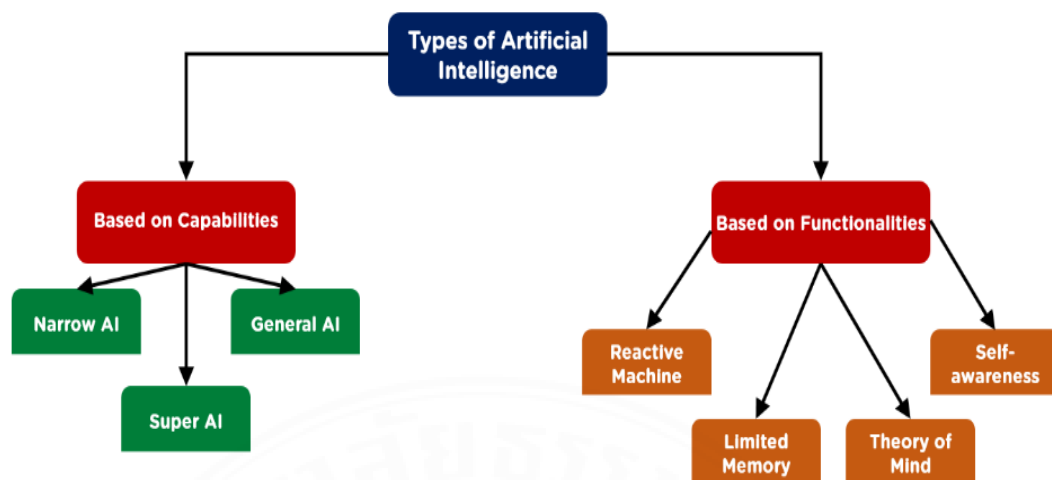 Types of Artificial
Intelligence
Based on Capabilities
Based on Functionalities
Narrow AI
General AI
Super AI
Reactive
Machine
Self-
awareness
Limited
Memory
Theory of
Mind